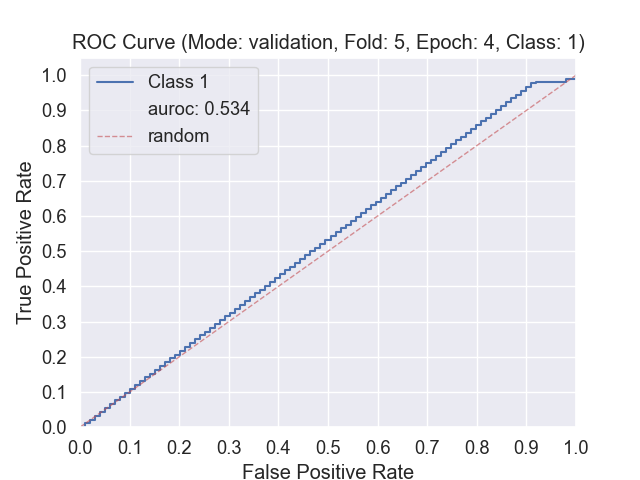 ROC Curve (Mode: validation, Fold: 5, Epoch: 4, Class: 1)
Class 1
auroc: 0.534
random
True Positive Rate
1.0
0.9
0.8
0.7
0.6
0.5
0.4
0.3
0.2
0.1
0.0
0.0 0.1 0.2 0.3 0.4 0.5 0.6 0.7 0.8 0.9 1.0
False Positive Rate